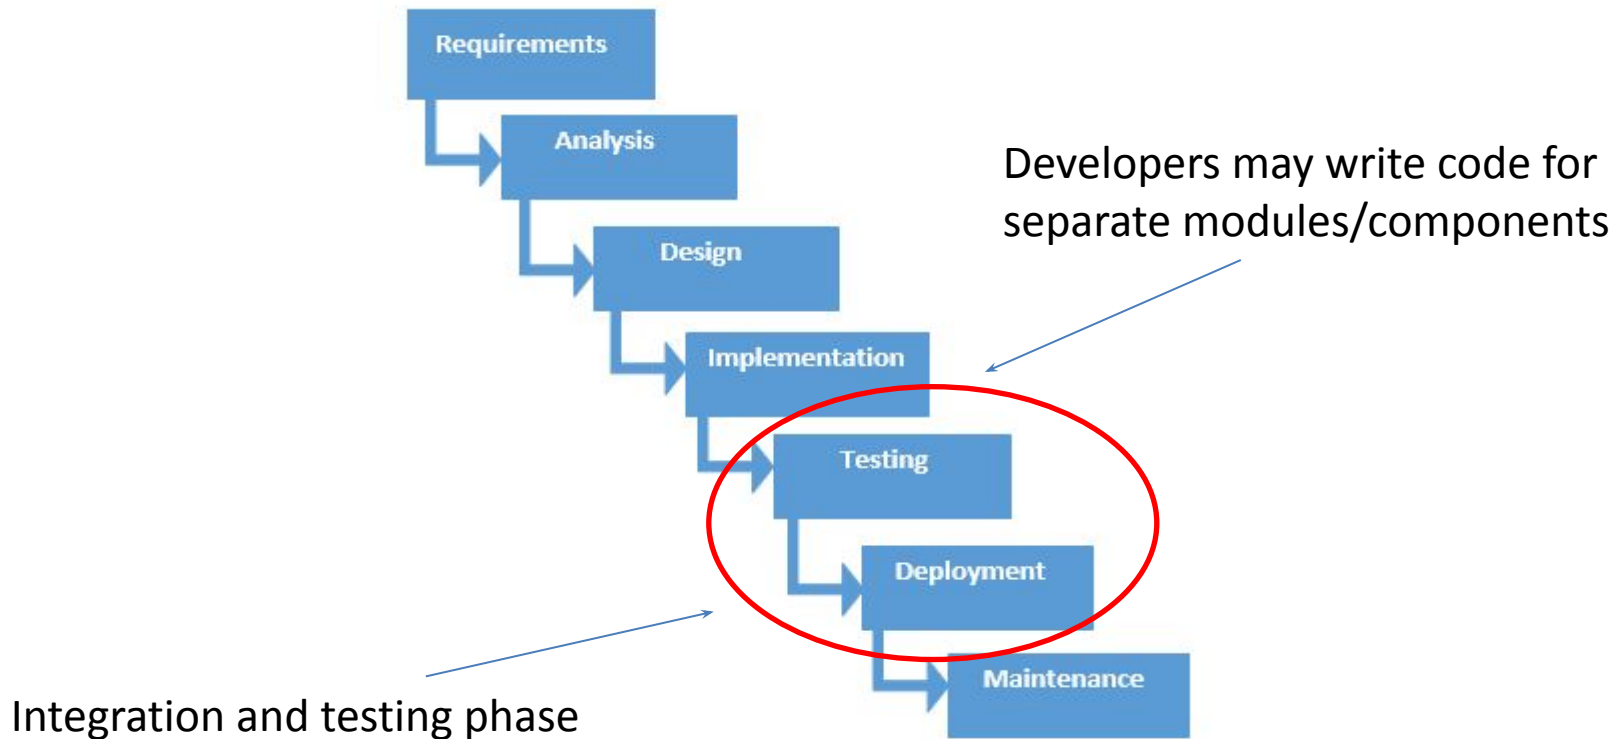 Requirements
Analysis
Developers may write code for
separate modules/components
Design
Implementation
Testing
Deployment
Maintenance
Integration and testing phase